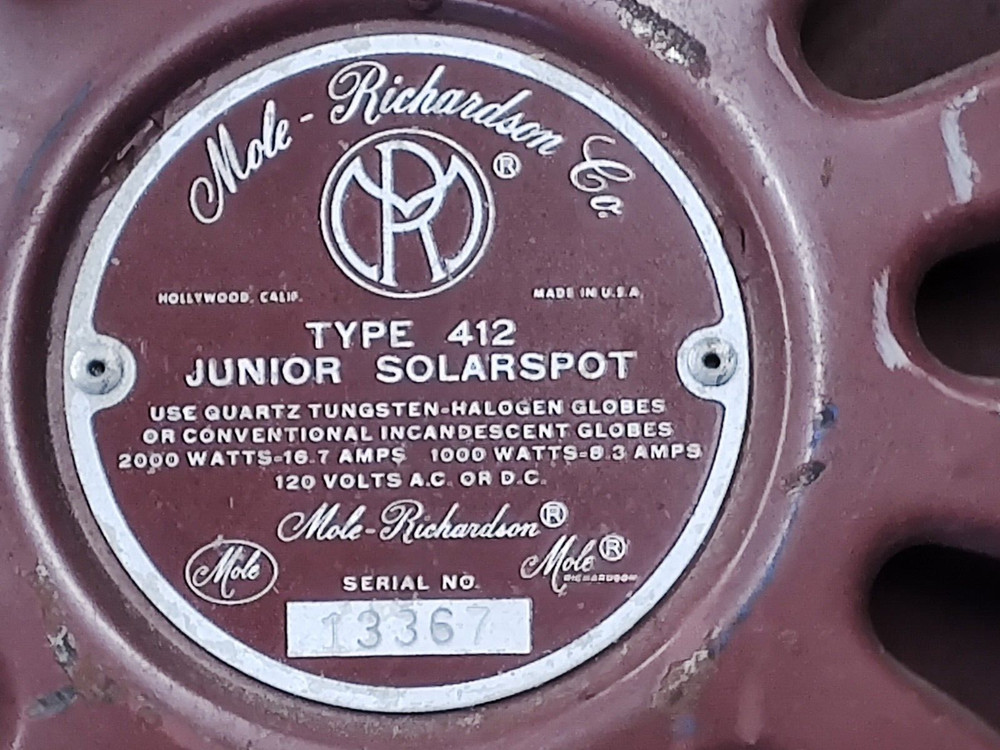 Mole-Richardson Co.
MR ®
HOLLYWOOD, CALIF. MADE IN U.S.A.
TYPE 412
JUNIOR SOLARSPOT
USE QUARTZ TUNGSTEN-HALOGEN GLOBES
OR CONVENTIONAL INCANDESCENT GLOBES
2000 WATTS=16.7 AMPS 1000 WATTS=8.3 AMPS
120 VOLTS A.C. OR D.C.
Mole-Richardson®
Mole
Mole®
RICHARDSON
SERIAL NO.
13367